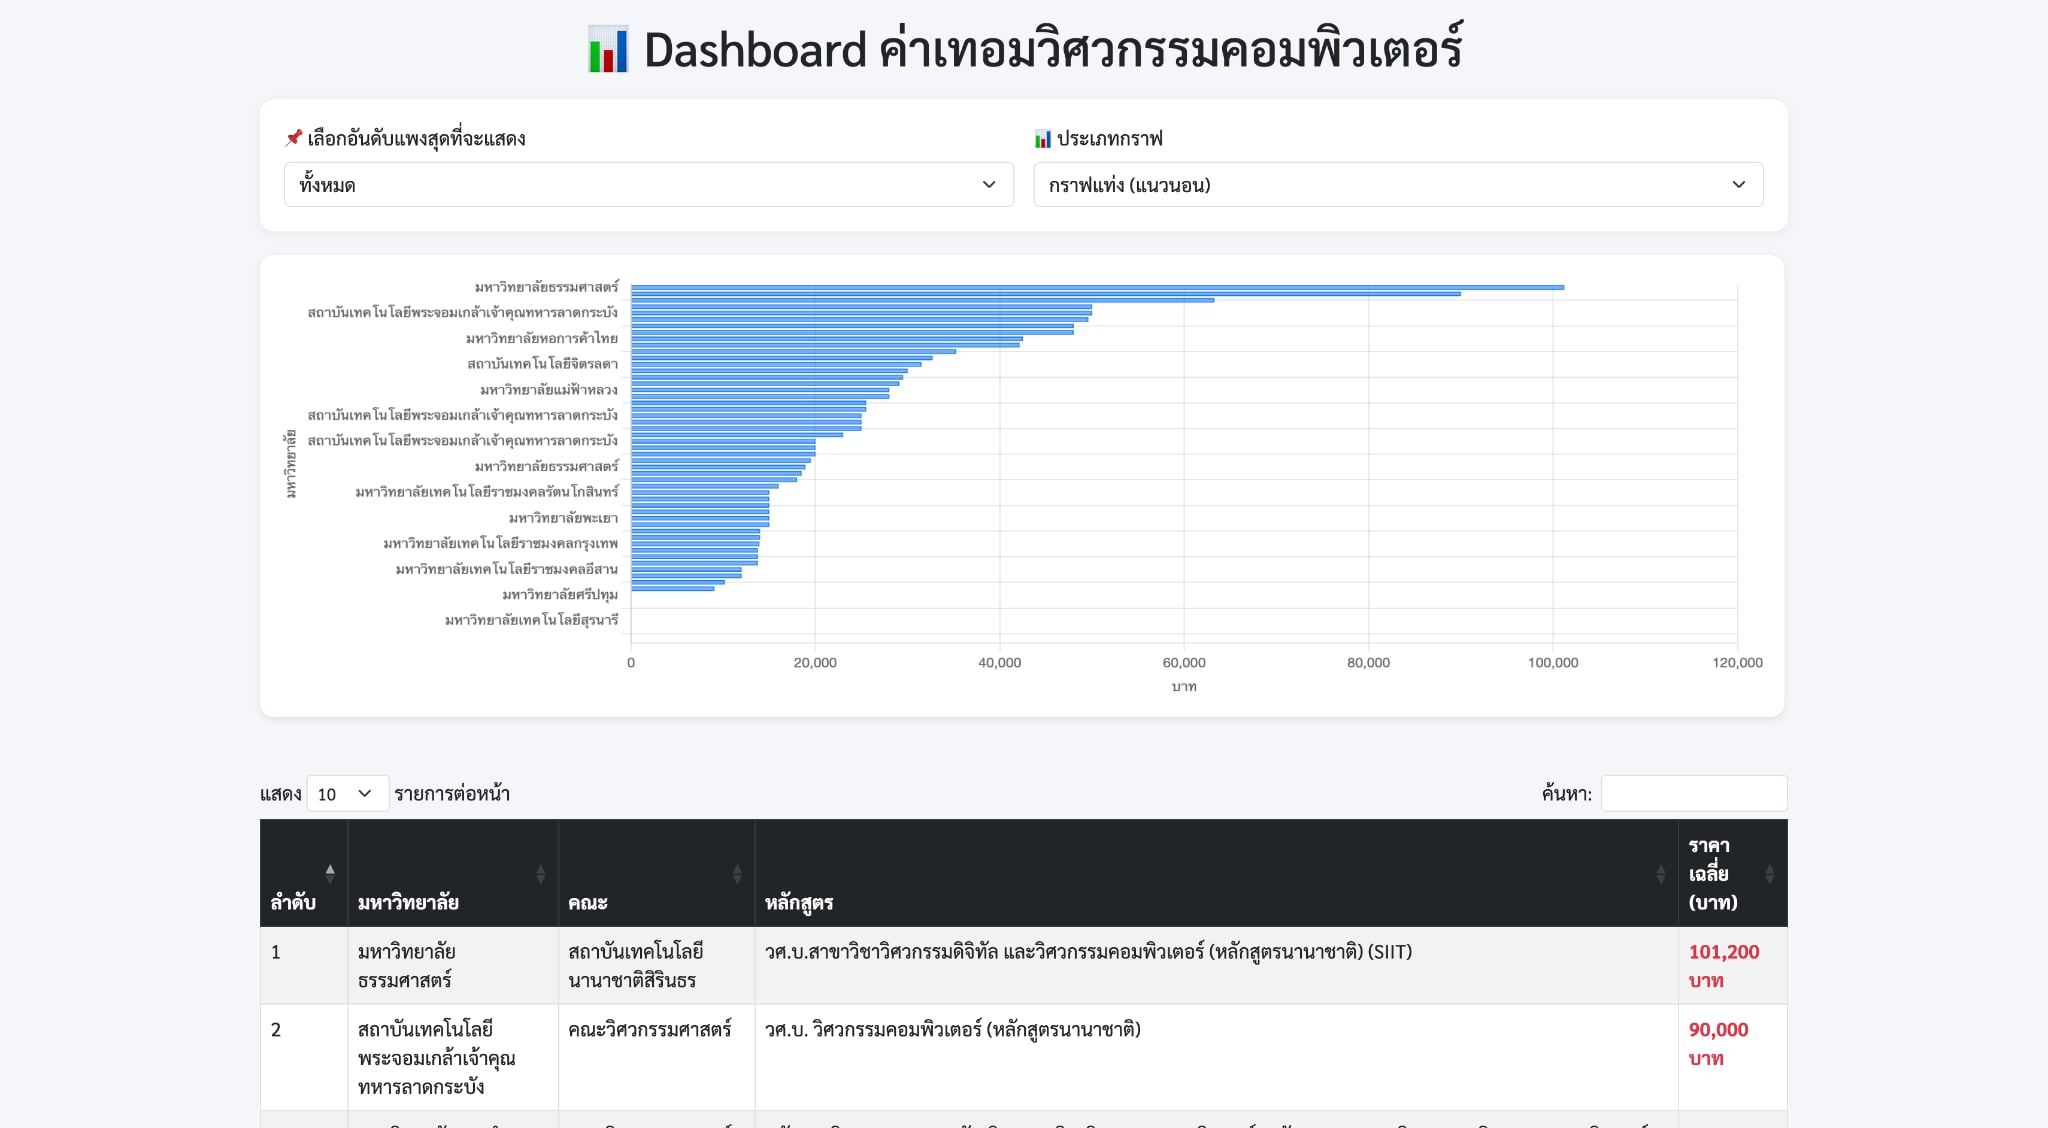 Dashboard ค่าเทอมวิศวกรรมคอมพิวเตอร์
เลือกอันดับแพงสุดที่จะแสดง
ประเภทกราฟ
ทั้งหมด
กราฟแท่ง (แนวนอน)
มหาวิทยาลัย
มหาวิทยาลัยธรรมศาสตร์
สถาบันเทคโนโลยีพระจอมเกล้าเจ้าคุณทหารลาดกระบัง
มหาวิทยาลัยหอการค้าไทย
สถาบันเทคโนโลยีจิตรลดา
มหาวิทยาลัยแม่ฟ้าหลวง
สถาบันเทคโนโลยีพระจอมเกล้าเจ้าคุณทหารลาดกระบัง
สถาบันเทคโนโลยีพระจอมเกล้าเจ้าคุณทหารลาดกระบัง
มหาวิทยาลัยธรรมศาสตร์
มหาวิทยาลัยเทคโนโลยีราชมงคลรัตนโกสินทร์
มหาวิทยาลัยพะเยา
มหาวิทยาลัยเทคโนโลยีราชมงคลกรุงเทพ
มหาวิทยาลัยเทคโนโลยีราชมงคลอีสาน
มหาวิทยาลัยศรีปทุม
มหาวิทยาลัยเทคโนโลยีสุรนารี
0 20,000 40,000 60,000 80,000 100,000 120,000
บาท
แสดง 10 รายการต่อหน้า
ค้นหา:
ลำดับ
มหาวิทยาลัย
คณะ
หลักสูตร
ราคา
เฉลี่ย
(บาท)
1
มหาวิทยาลัย
ธรรมศาสตร์
สถาบันเทคโนโลยี
นานาชาติสิรินธร
วศ.บ.สาขาวิชาวิศวกรรมดิจิทัล และวิศวกรรมคอมพิวเตอร์ (หลักสูตรนานาชาติ) (SIIT)
101,200
บาท
2
สถาบันเทคโนโลยี
พระจอมเกล้าเจ้าคุณ
ทหารลาดกระบัง
คณะวิศวกรรมศาสตร์
วศ.บ. วิศวกรรมคอมพิวเตอร์ (หลักสูตรนานาชาติ)
90,000
บาท